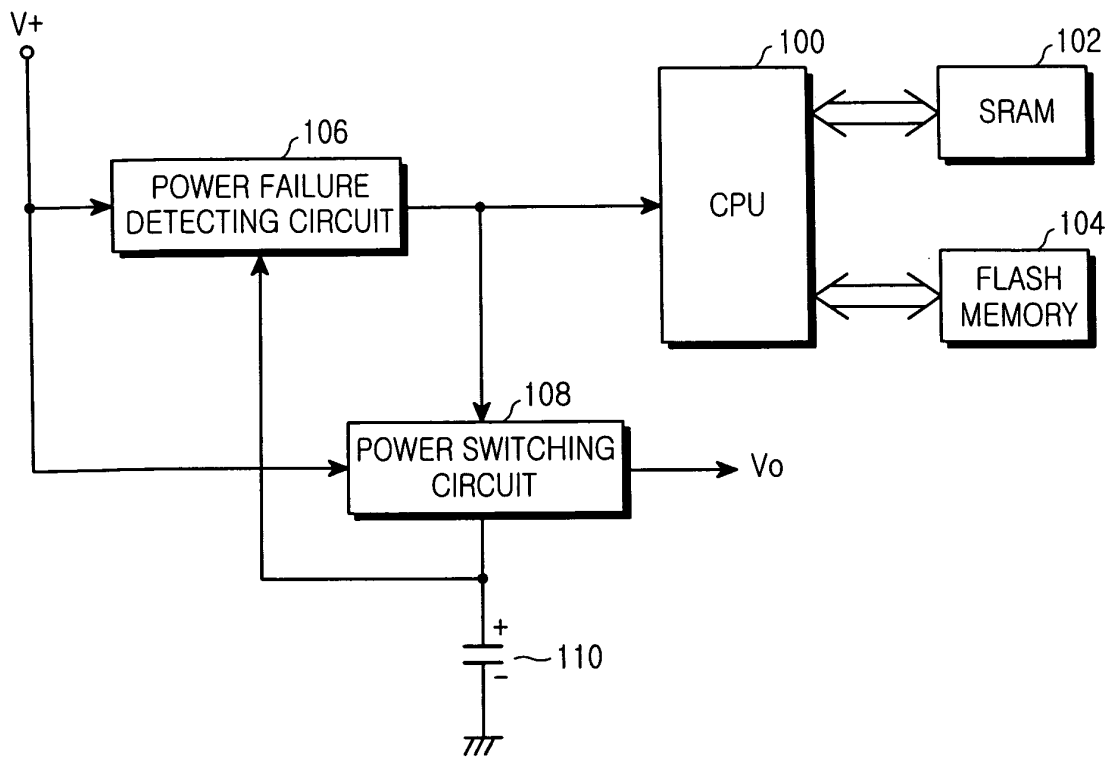 V+
100
102
SRAM
106
POWER FAILURE
DETECTING CIRCUIT
CPU
104
FLASH
MEMORY
108
POWER SWITCHING
CIRCUIT
Vo
+
110
-